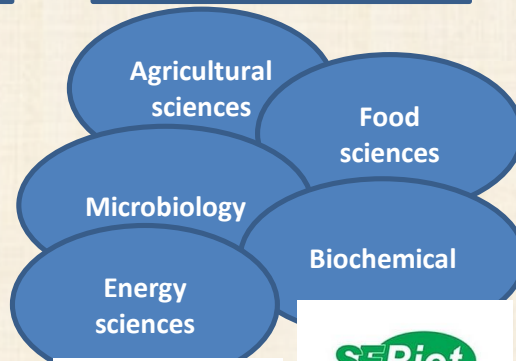 Agricultural
sciences
Food
sciences
Microbiology
Biochemical
Energy
sciences